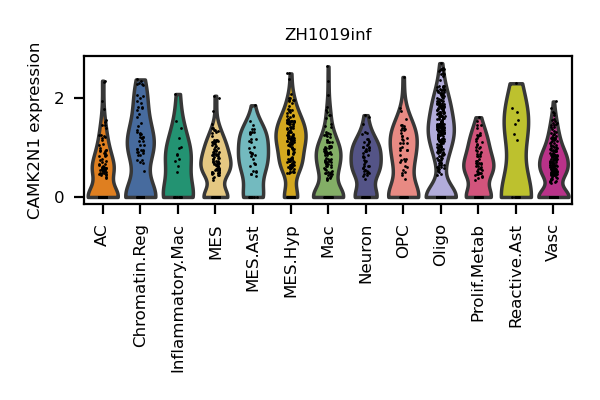 ZH1019inf
CAMK2N1 expression
2
0
AC
Chromatin.Reg
Inflammatory.Mac
MES
MES.Ast
MES.Hyp
Mac
Neuron
OPC
Oligo
Prolif.Metab
Reactive.Ast
Vasc